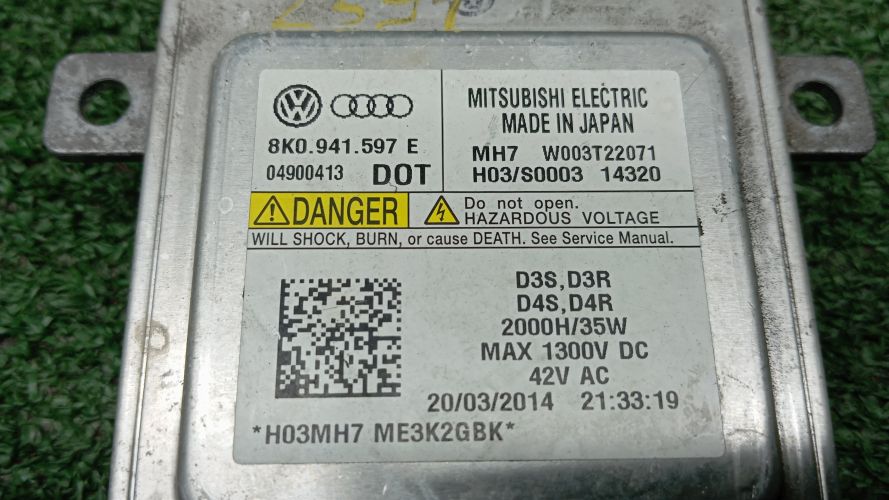 8K0.941.597 E
04900413 DOT
MITSUBISHI ELECTRIC
MADE IN JAPAN
MH7 W003T22071
H03/S0003 14320
DANGER
Do not open.
HAZARDOUS VOLTAGE
WILL SHOCK, BURN, or cause DEATH. See Service Manual.
D3S,D3R
D4S,D4R
2000H/35W
MAX 1300V DC
42V AC
20/03/2014 21:33:19
*H03MH7 ME3K2GBK*